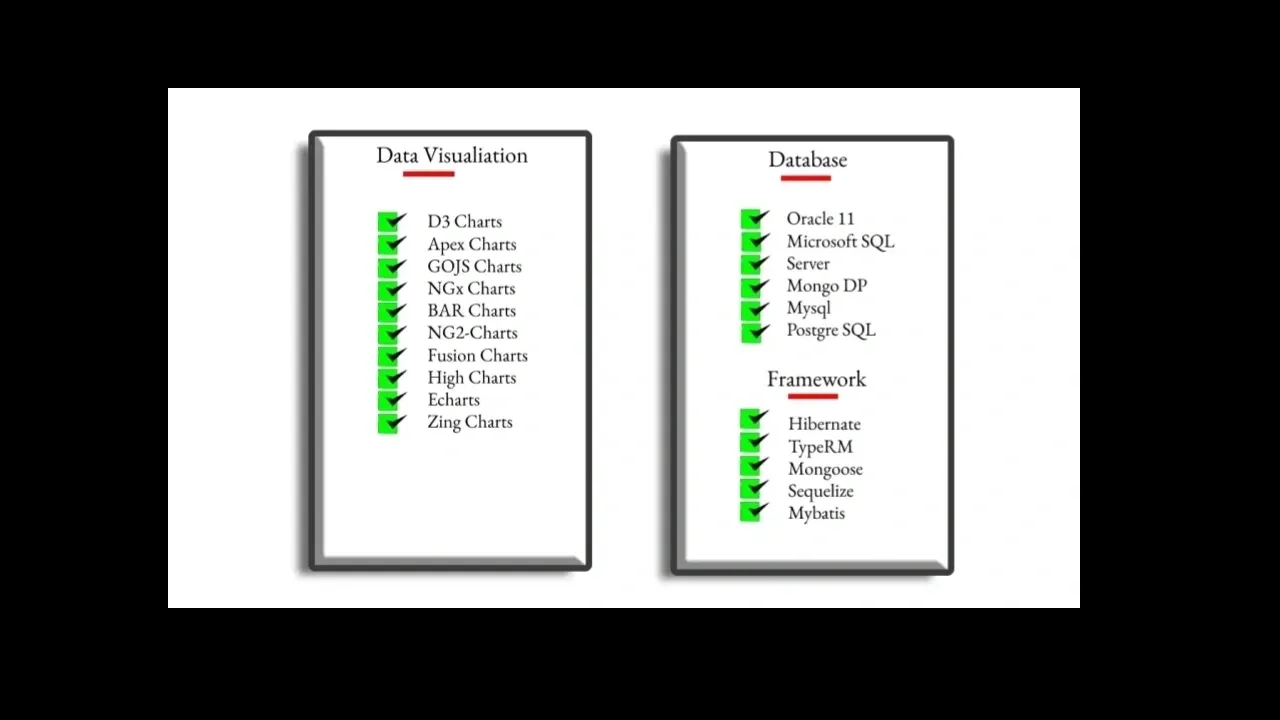 Data Visualiation
D3 Charts
Apex Charts
GOJS Charts
NGx Charts
BAR Charts
NG2-Charts
Fusion Charts
High Charts
Echarts
Zing Charts
Database
Oracle 11
Microsoft SQL
Server
Mongo DP
Mysql
Postgre SQL
Framework
Hibernate
TypeRM
Mongoose
Sequelize
Mybatis